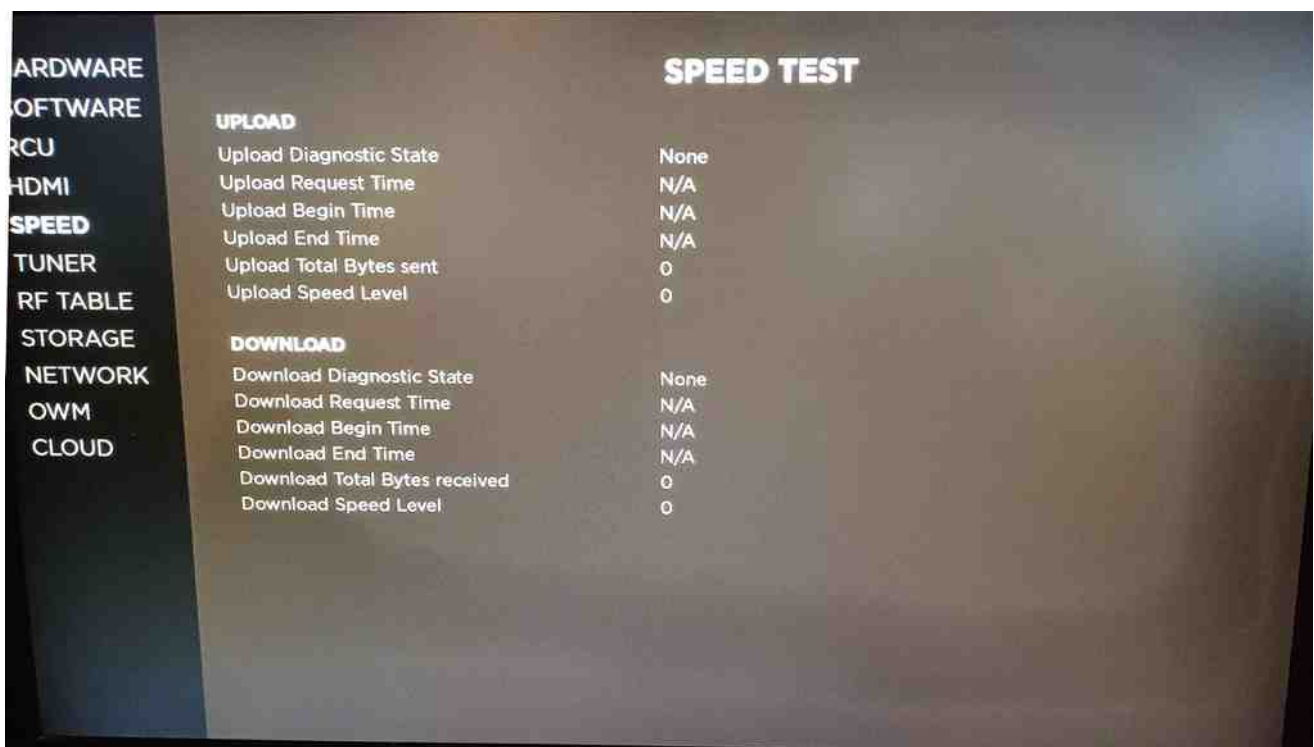 SPEED TEST
ARDWARE
OFTWARE
RCU
HDMI
SPEED
TUNER
RF TABLE
STORAGE
NETWORK
OWM
CLOUD
UPLOAD
Upload Diagnostic State None
Upload Request Time N/A
Upload Begin Time N/A
Upload End Time N/A
Upload Total Bytes sent 0
Upload Speed Level 0
DOWNLOAD
Download Diagnostic State None
Download Request Time N/A
Download Begin Time N/A
Download End Time N/A
Download Total Bytes received 0
Download Speed Level 0